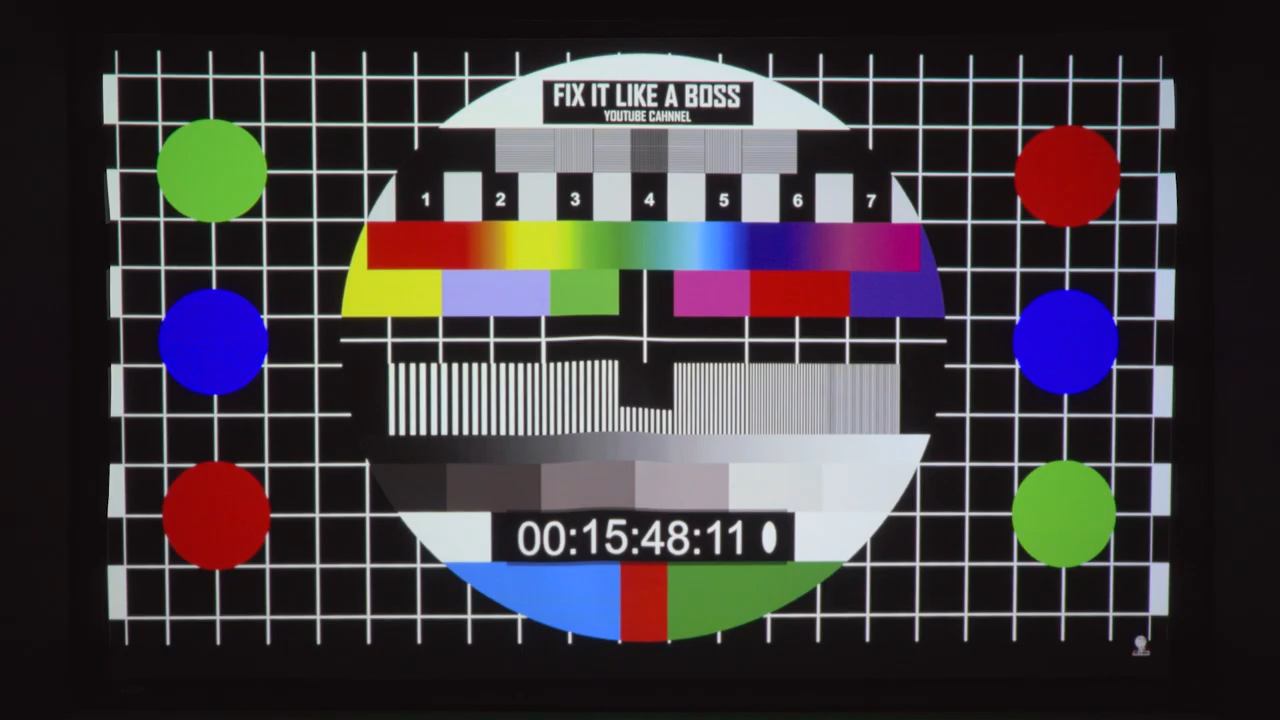 FIX IT LIKE A BOSS
YOUTUBE CAHNNEL
1 2 3 4 5 6 7
00:15:48:11